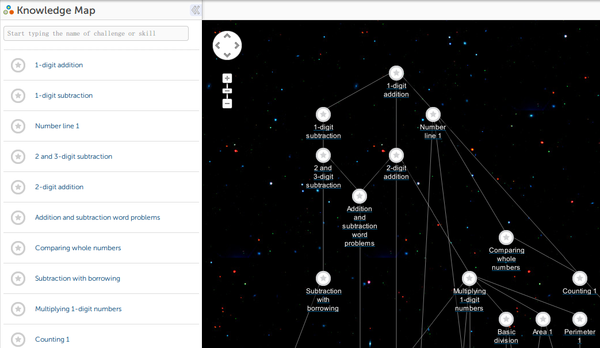 Knowledge Map
Start typing the name of challenge or skill
1-digit addition
1-digit subtraction
Number line 1
2 and 3-digit subtraction
2-digit addition
Addition and subtraction word problems
Comparing whole numbers
Subtraction with borrowing
Multiplying 1-digit numbers
Counting 1
1-digit
addition
1-digit
subtraction
Number
line 1
2 and
3-digit
subtraction
2-digit
addition
Addition
and
subtraction
word
problems
Comparing
whole
numbers
Subtraction
with
borrowing
Multiplying
1-digit
numbers
Counting 1
Basic
division
Area 1
Perimeter
1